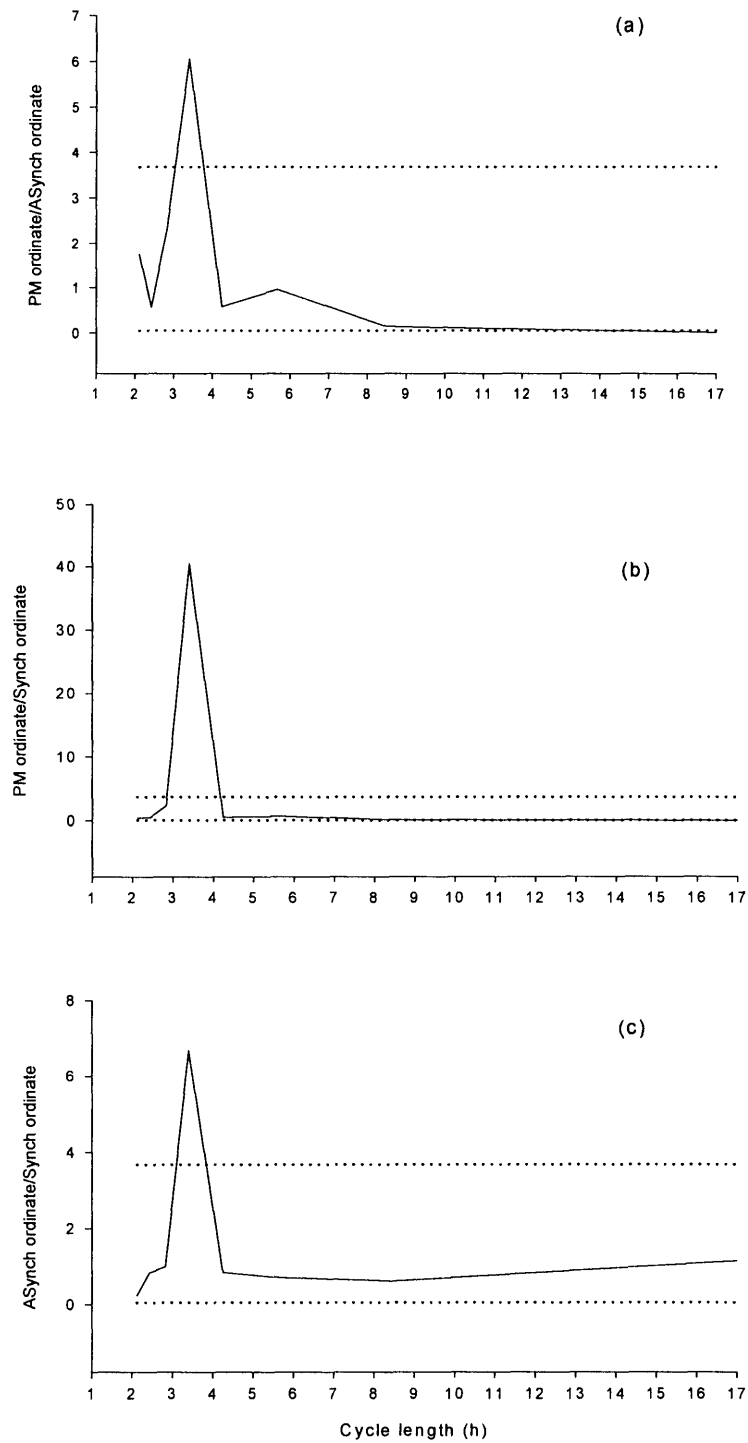 (a)
PM ordinate/ASynch ordinate
7
6
5
4
3
2
1
0
1 2 3 4 5 6 7 8 9 10 11 12 13 14 15 16 17
(b)
PM ordinate/Synch ordinate
50
40
30
20
10
0
1 2 3 4 5 6 7 8 9 10 11 12 13 14 15 16 17
(c)
ASynch ordinate/Synch ordinate
8
6
4
2
0
1 2 3 4 5 6 7 8 9 10 11 12 13 14 15 16 17
Cycle length (h)